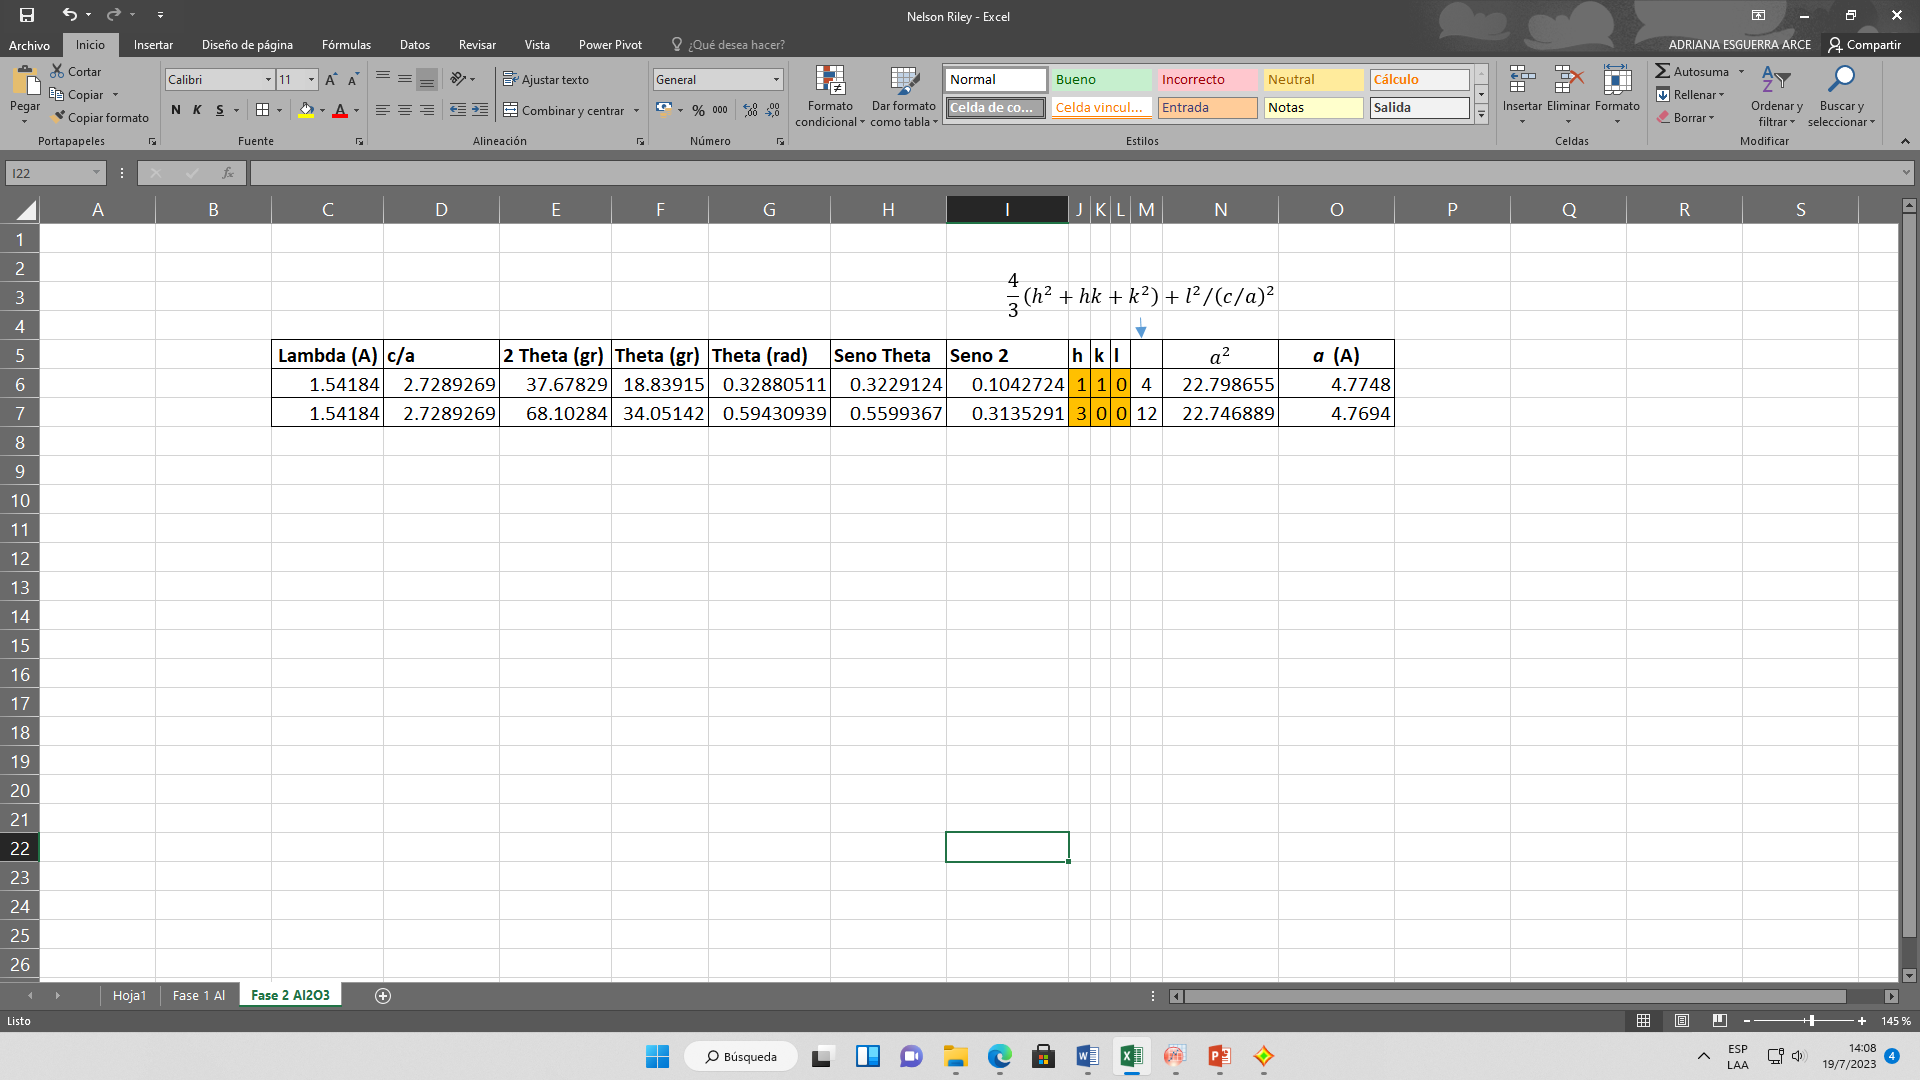 Nelson Riley - Excel
Archivo Inicio Insertar Diseño de página Fórmulas Datos Revisar Vista Power Pivot ¿Qué desea hacer? ADRIANA ESGUERRA ARCE Compartir
Pegar
Cortar
Copiar
Copiar formato
Portapapeles
Calibri 11
N K S A
Fuente
Ajustar texto
Combinar y centrar
Alineación
General
% 000
Número
Formato condicional
Dar formato como tabla
Normal Bueno Incorrecto Neutral Cálculo
Celda de co... Celda vincul... Entrada Notas Salida
Estilos
Insertar Eliminar Formato
Celdas
Autosuma
Rellenar
Borrar
Ordenar y filtrar
Buscar y seleccionar
Modificar
I22 fx
A B C D E F G H I J K L M N O P Q R S
1
2
3 4/3 (h² + hk + k²) + l²/(c/a)²
4
5 Lambda (A) c/a 2 Theta (gr) Theta (gr) Theta (rad) Seno Theta Seno 2 h k l a² a (A)
6 1.54184 2.7289269 37.67829 18.83915 0.32880511 0.3229124 0.1042724 1 1 0 4 22.798655 4.7748
7 1.54184 2.7289269 68.10284 34.05142 0.59430939 0.5599367 0.3135291 3 0 0 12 22.746889 4.7694
8
9
10
11
12
13
14
15
16
17
18
19
20
21
22
23
24
25
26
Hoja1 Fase 1 Al Fase 2 Al2O3
Listo 145 %
Búsqueda
ESP
LAA
14:08
19/7/2023
4